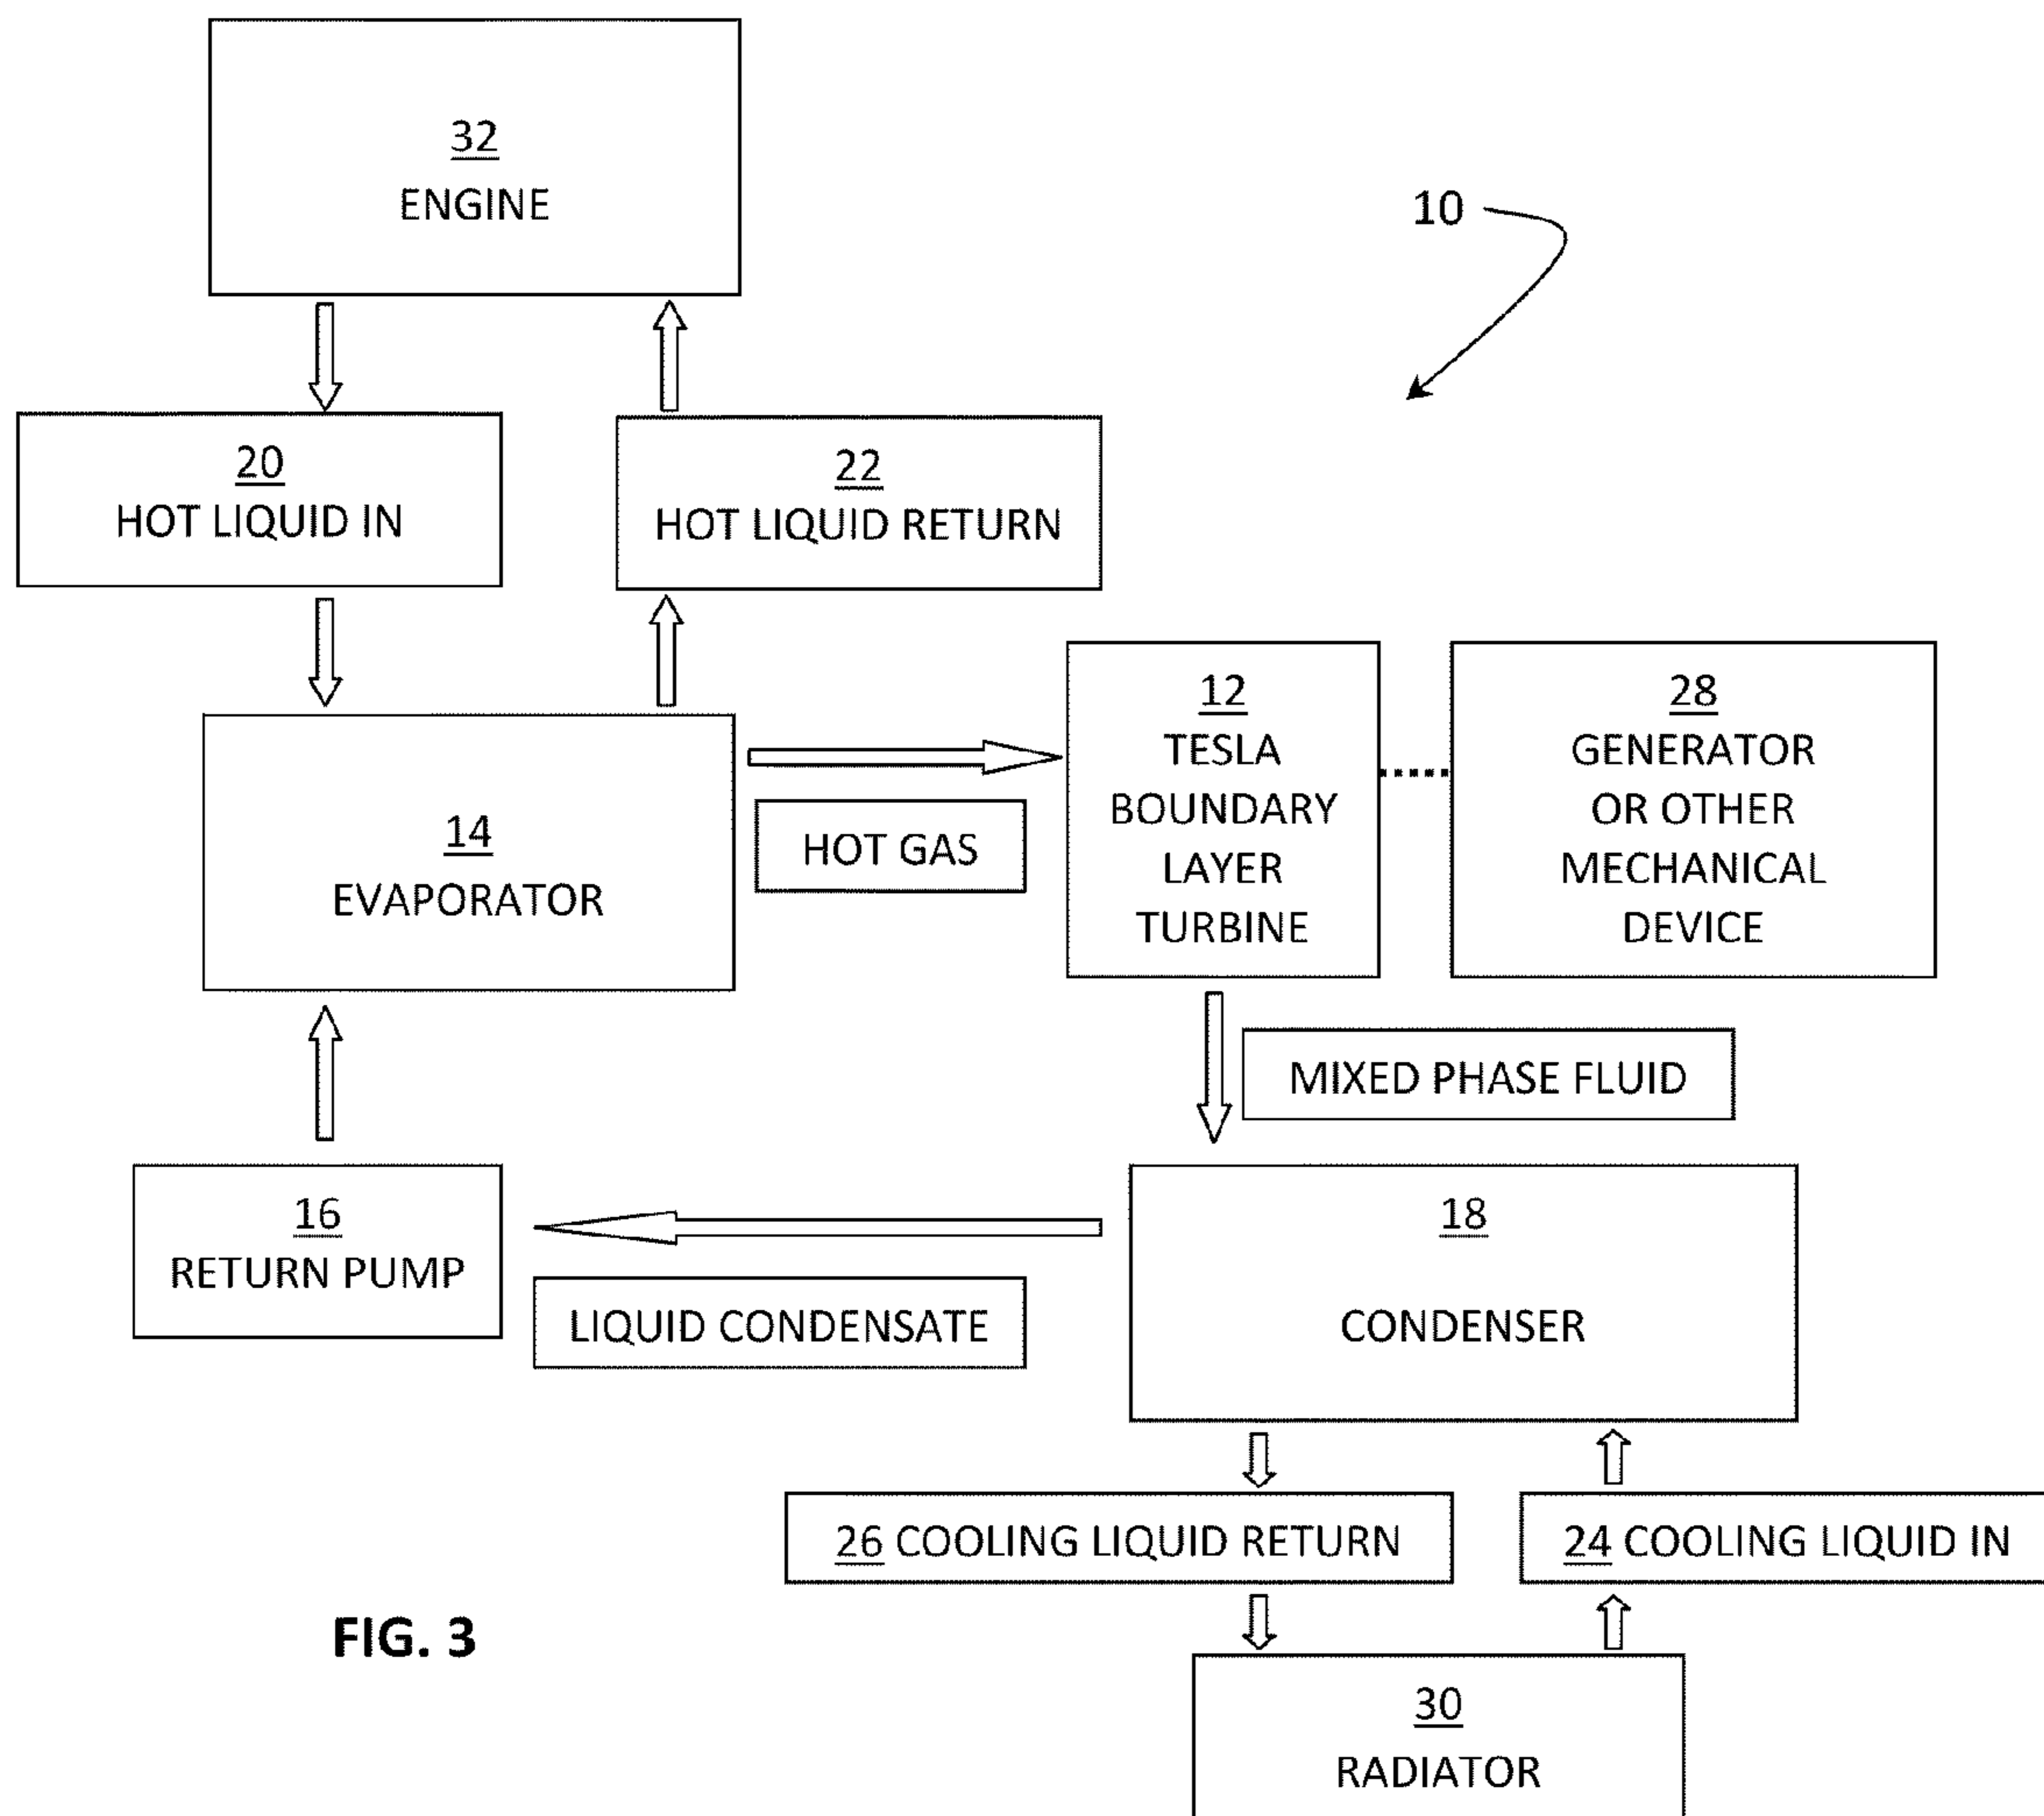 32
ENGINE
10
20
HOT LIQUID IN
22
HOT LIQUID RETURN
12
TESLA
BOUNDARY
LAYER
TURBINE
28
GENERATOR
OR OTHER
MECHANICAL
DEVICE
14
EVAPORATOR
HOT GAS
MIXED PHASE FLUID
16
RETURN PUMP
LIQUID CONDENSATE
18
CONDENSER
26 COOLING LIQUID RETURN
24 COOLING LIQUID IN
FIG. 3
30
RADIATOR